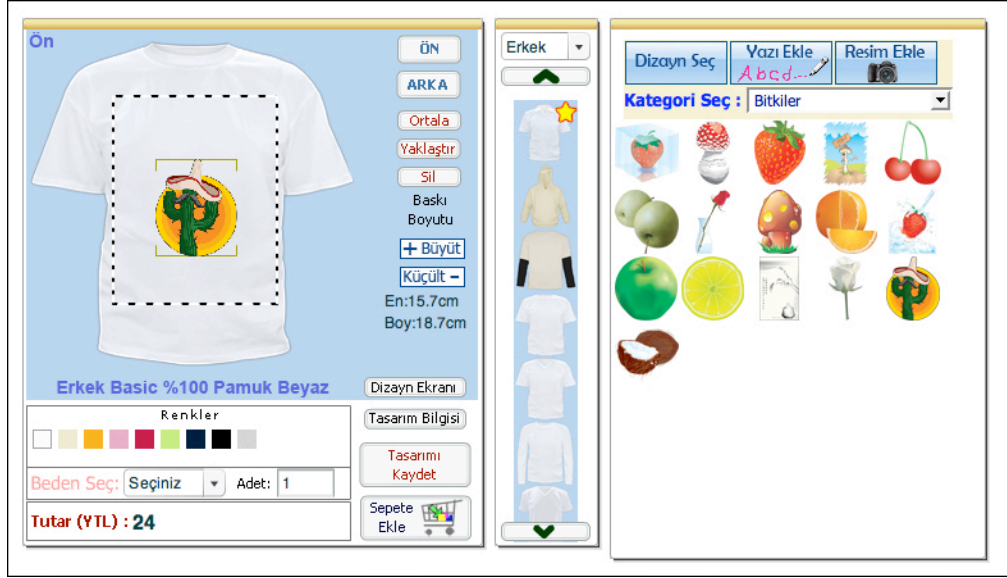 Ön
ÖN
ARKA
Ortala
Yaklaştır
Sil
Baskı
Boyutu
+ Büyüt
Küçült −
En:15.7cm
Boy:18.7cm
Erkek Basic %100 Pamuk Beyaz
Dizayn Ekranı
Renkler
Tasarım Bilgisi
Beden Seç: Seçiniz Adet: 1
Tasarımı
Kaydet
Tutar (YTL) : 24
Sepete
Ekle
Erkek
Dizayn Seç
Yazı Ekle
Abcd...
Resim Ekle
Kategori Seç : Bitkiler